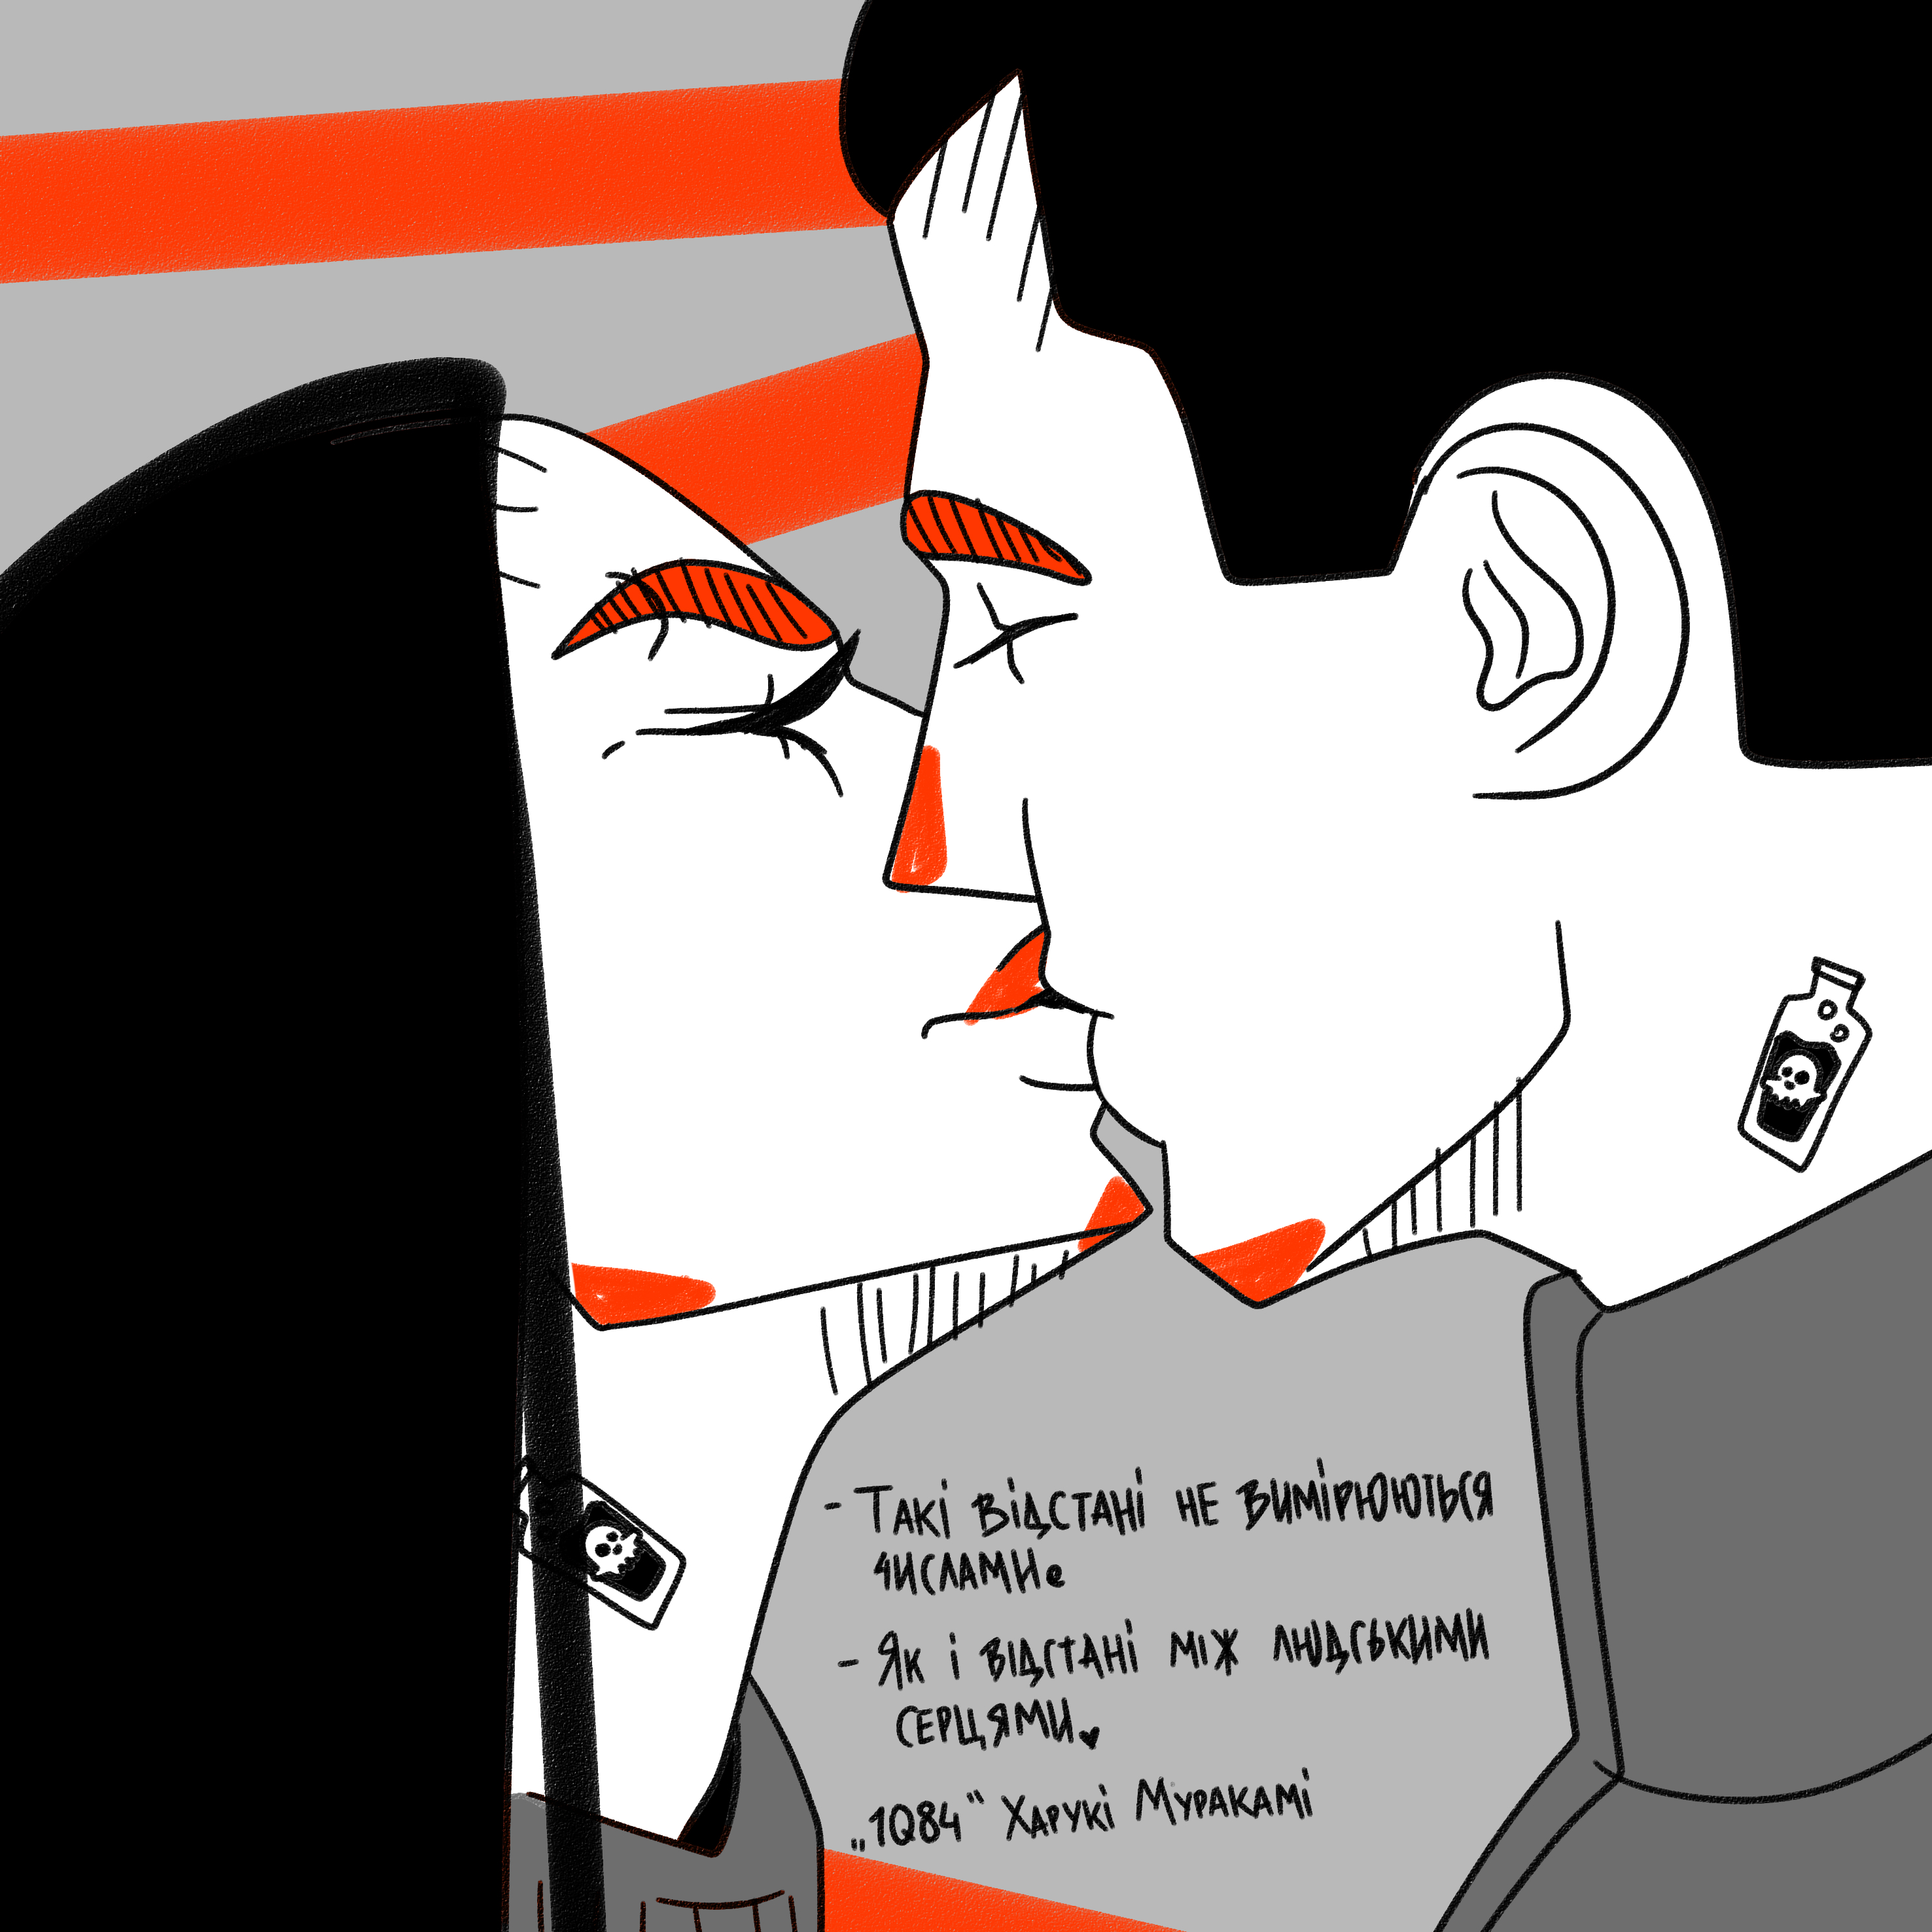 - Такі відстані не вимірюються
числами.
- Як і відстані між людськими
серцями♥
„1Q84“ Харукі Муракамі